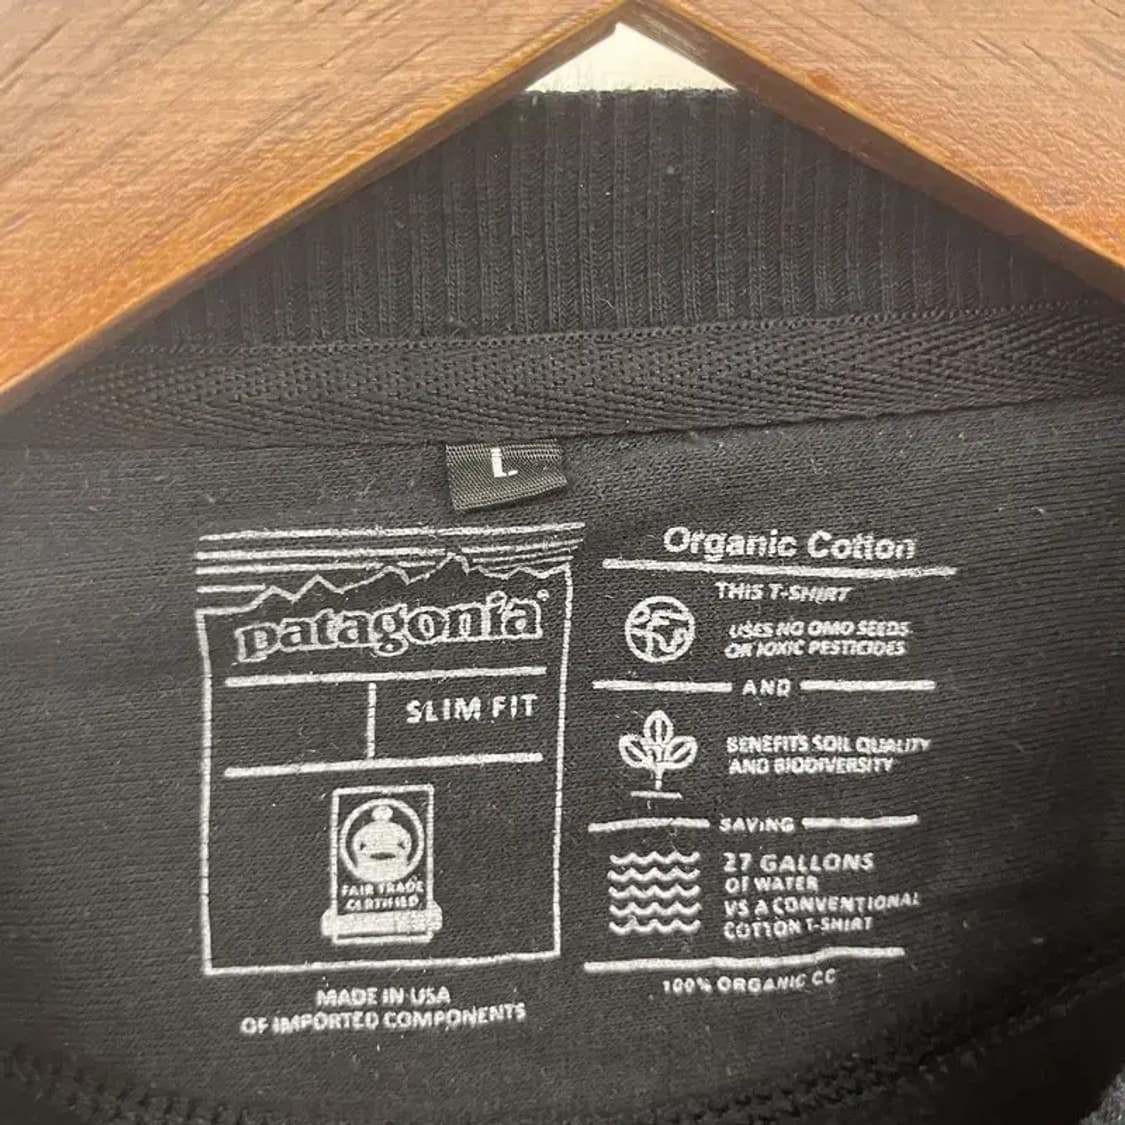 L
patagonia®
SLIM FIT
FAIR TRADE
CERTIFIED
MADE IN USA
OF IMPORTED COMPONENTS
Organic Cotton
THIS T-SHIRT
USES NO OMO SEEDS
OR TOXIC PESTICIDES
AND
BENEFITS SOIL QUALITY
AND BIODIVERSITY
SAVING
27 GALLONS
OF WATER
VS A CONVENTIONAL
COTTON T-SHIRT
100% ORGANIC CC